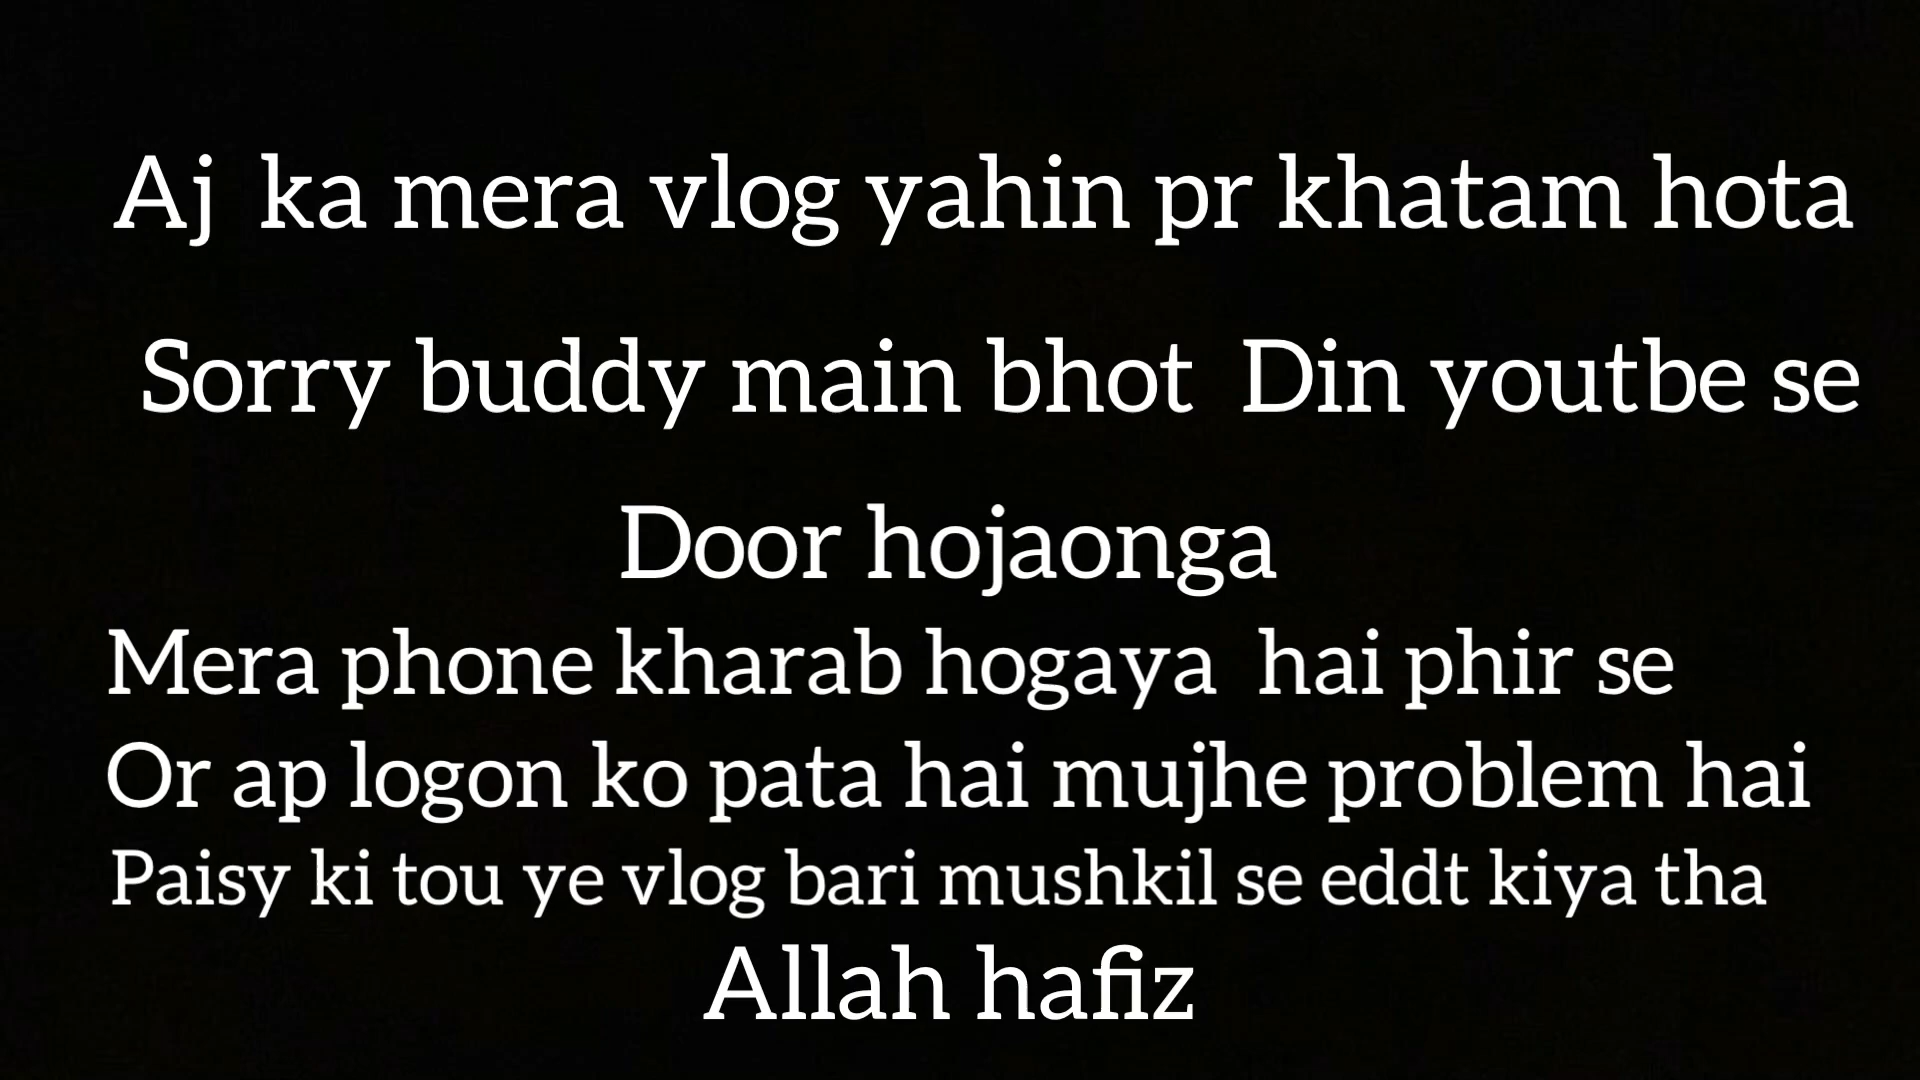 Aj ka mera vlog yahin pr khatam hota
Sorry buddy main bhot Din youtbe se
Door hojaonga
Mera phone kharab hogaya hai phir se
Or ap logon ko pata hai mujhe problem hai
Paisy ki tou ye vlog bari mushkil se eddt kiya tha
Allah hafiz